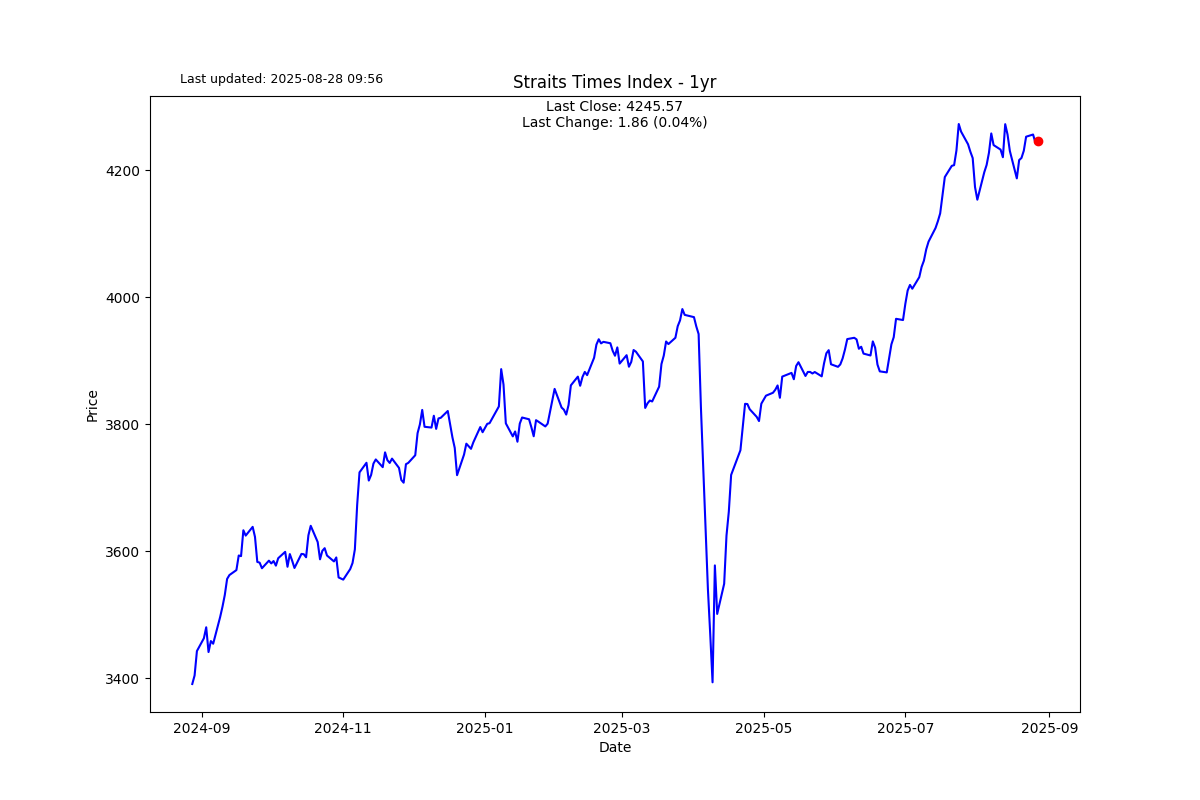 Last updated: 2025-08-28 09:56
Straits Times Index - 1yr
Last Close: 4245.57
Last Change: 1.86 (0.04%)
Price
4200
4000
3800
3600
3400
2024-09
2024-11
2025-01
2025-03
2025-05
2025-07
2025-09
Date